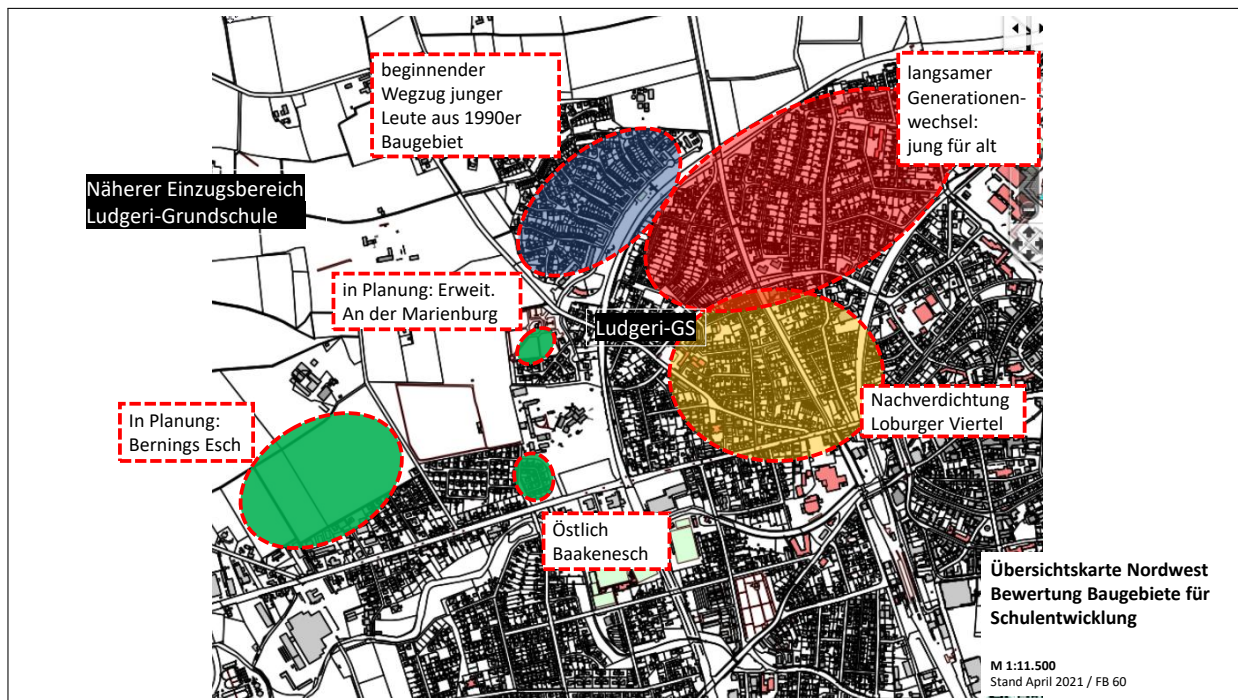 beginnender
Wegzug junger
Leute aus 1990er
Baugebiet
langsamer
Generationen-
wechsel:
jung für alt
Näherer Einzugsbereich
Ludgeri-Grundschule
in Planung: Erweit.
An der Marienburg
Ludgeri-GS
In Planung:
Bernings Esch
Nachverdichtung
Loburger Viertel
Östlich
Baakenesch
Übersichtskarte Nordwest
Bewertung Baugebiete für
Schulentwicklung
M 1:11.500
Stand April 2021 / FB 60